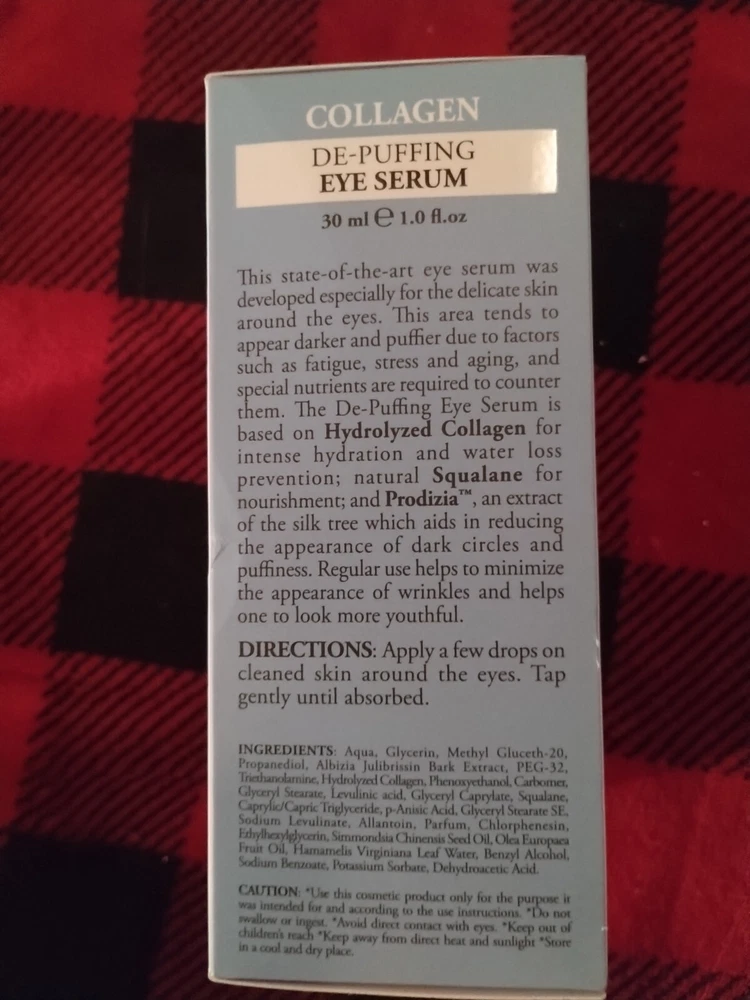 COLLAGEN
DE-PUFFING
EYE SERUM
30 ml ℮ 1.0 fl.oz
This state-of-the-art eye serum was
developed especially for the delicate skin
around the eyes. This area tends to
appear darker and puffier due to factors
such as fatigue, stress and aging, and
special nutrients are required to counter
them. The De-Puffing Eye Serum is
based on Hydrolyzed Collagen for
intense hydration and water loss
prevention; natural Squalane for
nourishment; and Prodizia™, an extract
of the silk tree which aids in reducing
the appearance of dark circles and
puffiness. Regular use helps to minimize
the appearance of wrinkles and helps
one to look more youthful.
DIRECTIONS: Apply a few drops on
cleaned skin around the eyes. Tap
gently until absorbed.
INGREDIENTS: Aqua, Glycerin, Methyl Gluceth-20,
Propanediol, Albizia Julibrissin Bark Extract, PEG-32,
Triethanolamine, Hydrolyzed Collagen, Phenoxyethanol, Carbomer,
Glyceryl Stearate, Levulinic acid, Glyceryl Caprylate, Squalane,
Caprylic/Capric Triglyceride, p-Anisic Acid, Glyceryl Stearate SE,
Sodium Levulinate, Allantoin, Parfum, Chlorphenesin,
Ethylhexylglycerin, Simmondsia Chinensis Seed Oil, Olea Europaea
Fruit Oil, Hamamelis Virginiana Leaf Water, Benzyl Alcohol,
Sodium Benzoate, Potassium Sorbate, Dehydroacetic Acid.
CAUTION: *Use this cosmetic product only for the purpose it
was intended for and according to the use instructions. *Do not
swallow or ingest. *Avoid direct contact with eyes. *Keep out of
children's reach *Keep away from direct heat and sunlight *Store
in a cool and dry place.